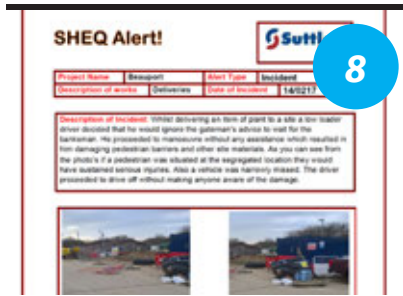 SHEQ Alert!
Suttl
8
Project Name Beauport Alert Type Incident
Description of works Deliveries Date of Incident 14/0217
Description of Incident: Whilst delivering an item of plant to a site a low loader
driver decided that he would ignore the gateman's advice to wait for the
banksman. He proceeded to manoeuvre without any assistance which resulted in
him damaging pedestrian barriers and other site materials. As you can see from
the photo's if a pedestrian was situated at the segregated location they would
have sustained serious injuries. Also a vehicle was narrowly missed. The driver
proceeded to drive off without making anyone aware of the damage.